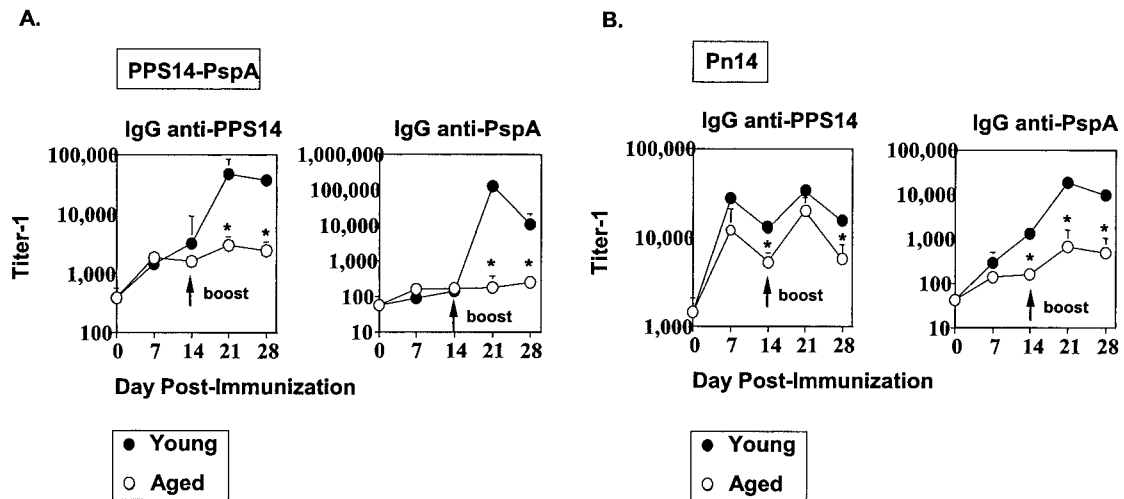 A.
PPS14-PspA
IgG anti-PPS14
IgG anti-PspA
Titer-1
100,000
10,000
1,000
100
0 7 14 21 28
boost
* *
1,000,000
100,000
10,000
1,000
100
10
0 7 14 21 28
boost
* *
Day Post-Immunization
Young
Aged
B.
Pn14
IgG anti-PPS14
IgG anti-PspA
Titer-1
100,000
10,000
1,000
0 7 14 21 28
boost
* *
100,000
10,000
1,000
100
10
0 7 14 21 28
boost
* * *
Day Post-Immunization
Young
Aged